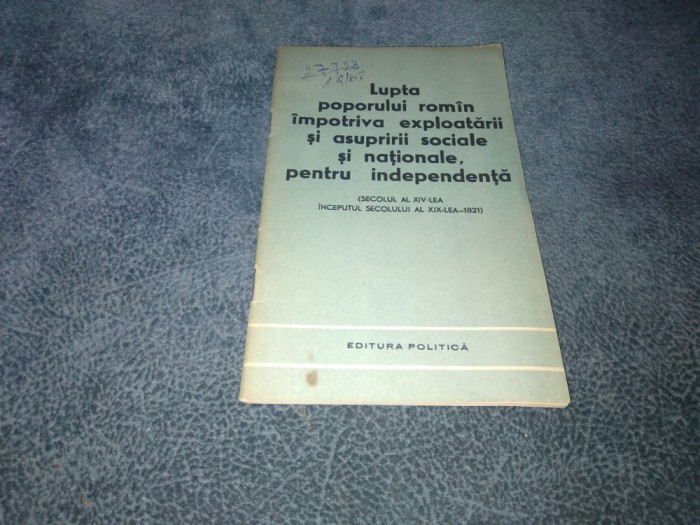 Lupta
poporului romîn
împotriva exploatării
și asupririi sociale
și naționale,
pentru independență
(SECOLUL AL XIV-LEA
ÎNCEPUTUL SECOLULUI AL XIX-LEA—1821)
EDITURA POLITICĂ